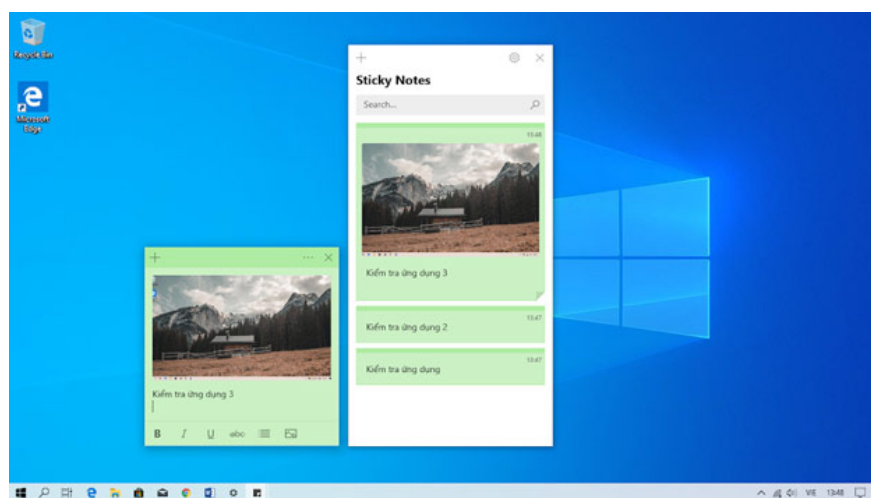 Recycle Bin
Microsoft
Edge
Sticky Notes
Search...
13:48
Kiểm tra ứng dụng 3
13:47
Kiểm tra ứng dụng 2
13:47
Kiểm tra ứng dụng
Kiểm tra ứng dụng 3
B I U abc
VIE 13:48